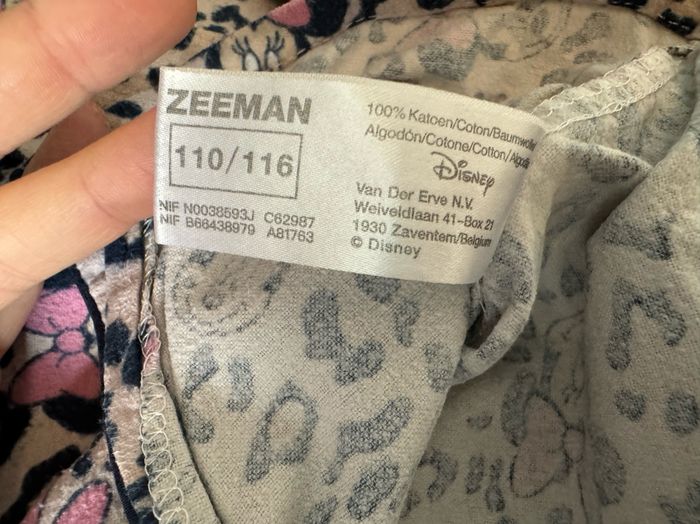 ZEEMAN
110/116
NIF N0038593J C62987
NIF B66438979 A81763
100% Katoen/Coton/Baumwolle
Algodón/Cotone/Cotton/Algodão
Disney
Van Der Erve N.V.
Weiveldlaan 41-Box 21
1930 Zaventem/Belgium
© Disney